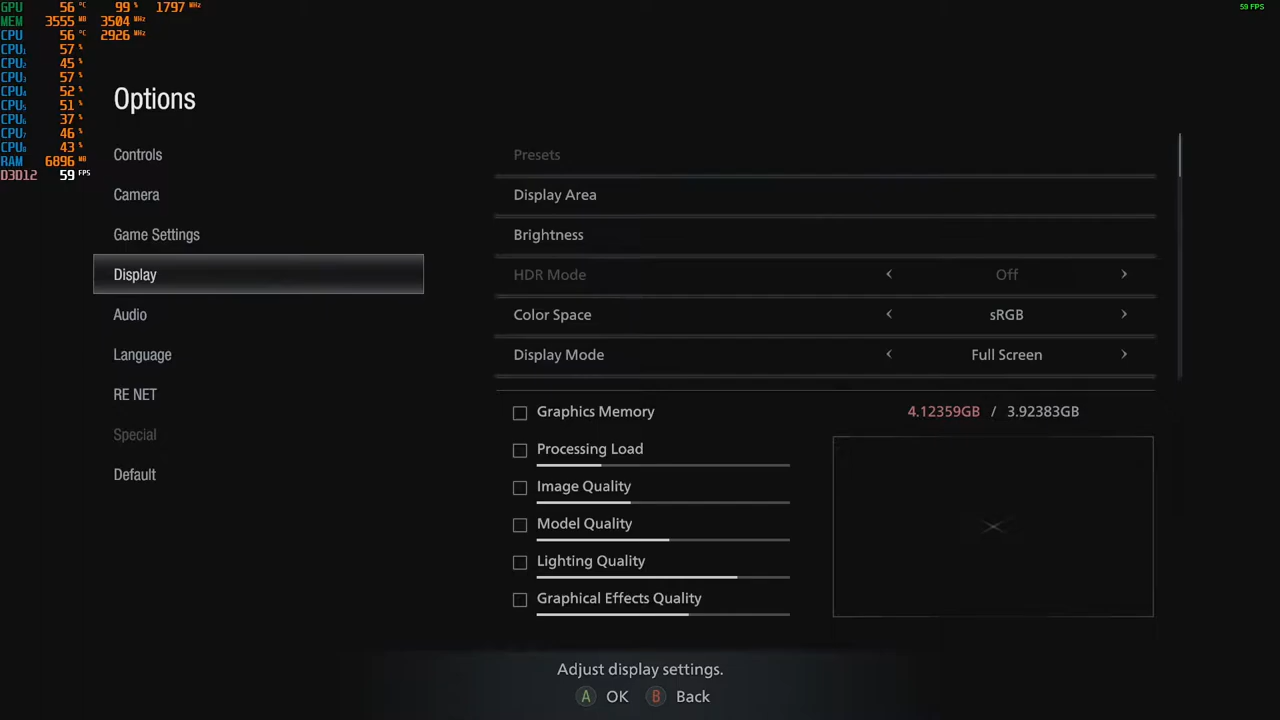 GPU 56 °C 99 % 1797 MHz
MEM 3555 MB 3504 MHz
CPU 56 °C 2926 MHz
CPU1 57 %
CPU2 45 %
CPU3 57 %
CPU4 52 %
CPU5 51 %
CPU6 37 %
CPU7 46 %
CPU8 43 %
RAM 6896 MB
D3D12 59 FPS
59 FPS
Options
Controls
Camera
Game Settings
Display
Audio
Language
RE NET
Special
Default
Presets
Display Area
Brightness
HDR Mode Off
Color Space sRGB
Display Mode Full Screen
Graphics Memory 4.12359GB / 3.92383GB
Processing Load
Image Quality
Model Quality
Lighting Quality
Graphical Effects Quality
Adjust display settings.
A OK B Back